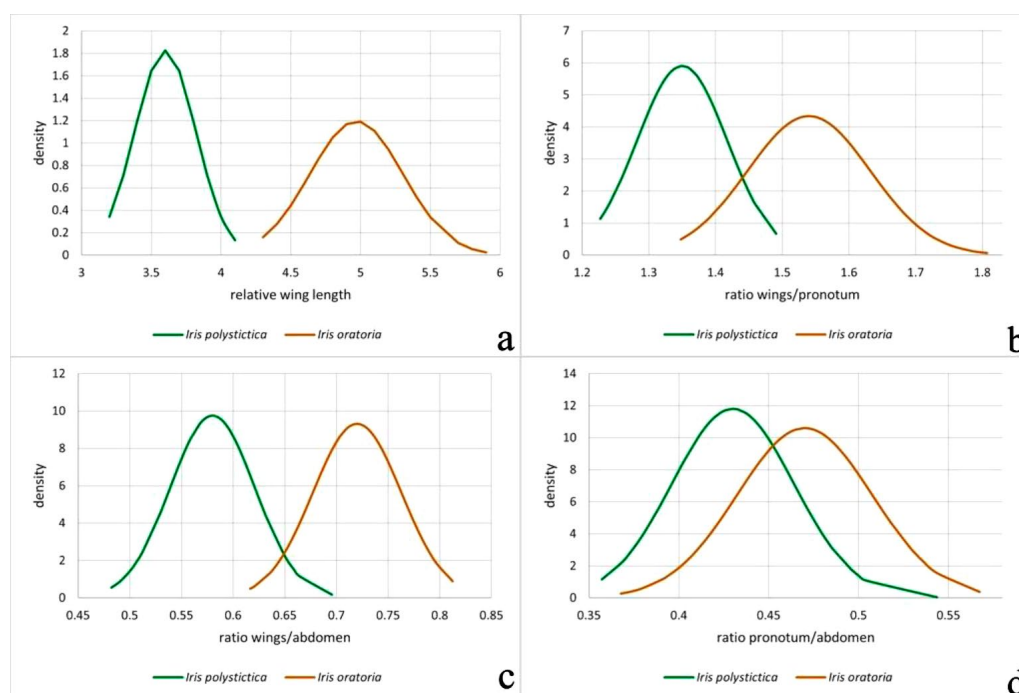 2
1.8
1.6
1.4
1.2
1
0.8
0.6
0.4
0.2
0
density
3 3.5 4 4.5 5 5.5 6
relative wing length
Iris polystictica Iris oratoria
a
7
6
5
4
3
2
1
0
density
1.2 1.3 1.4 1.5 1.6 1.7 1.8
ratio wings/pronotum
Iris polystictica Iris oratoria
b
12
10
8
6
4
2
0
density
0.45 0.5 0.55 0.6 0.65 0.7 0.75 0.8 0.85
ratio wings/abdomen
Iris polystictica Iris oratoria
c
14
12
10
8
6
4
2
0
density
0.35 0.4 0.45 0.5 0.55
ratio pronotum/abdomen
Iris polystictica Iris oratoria
d